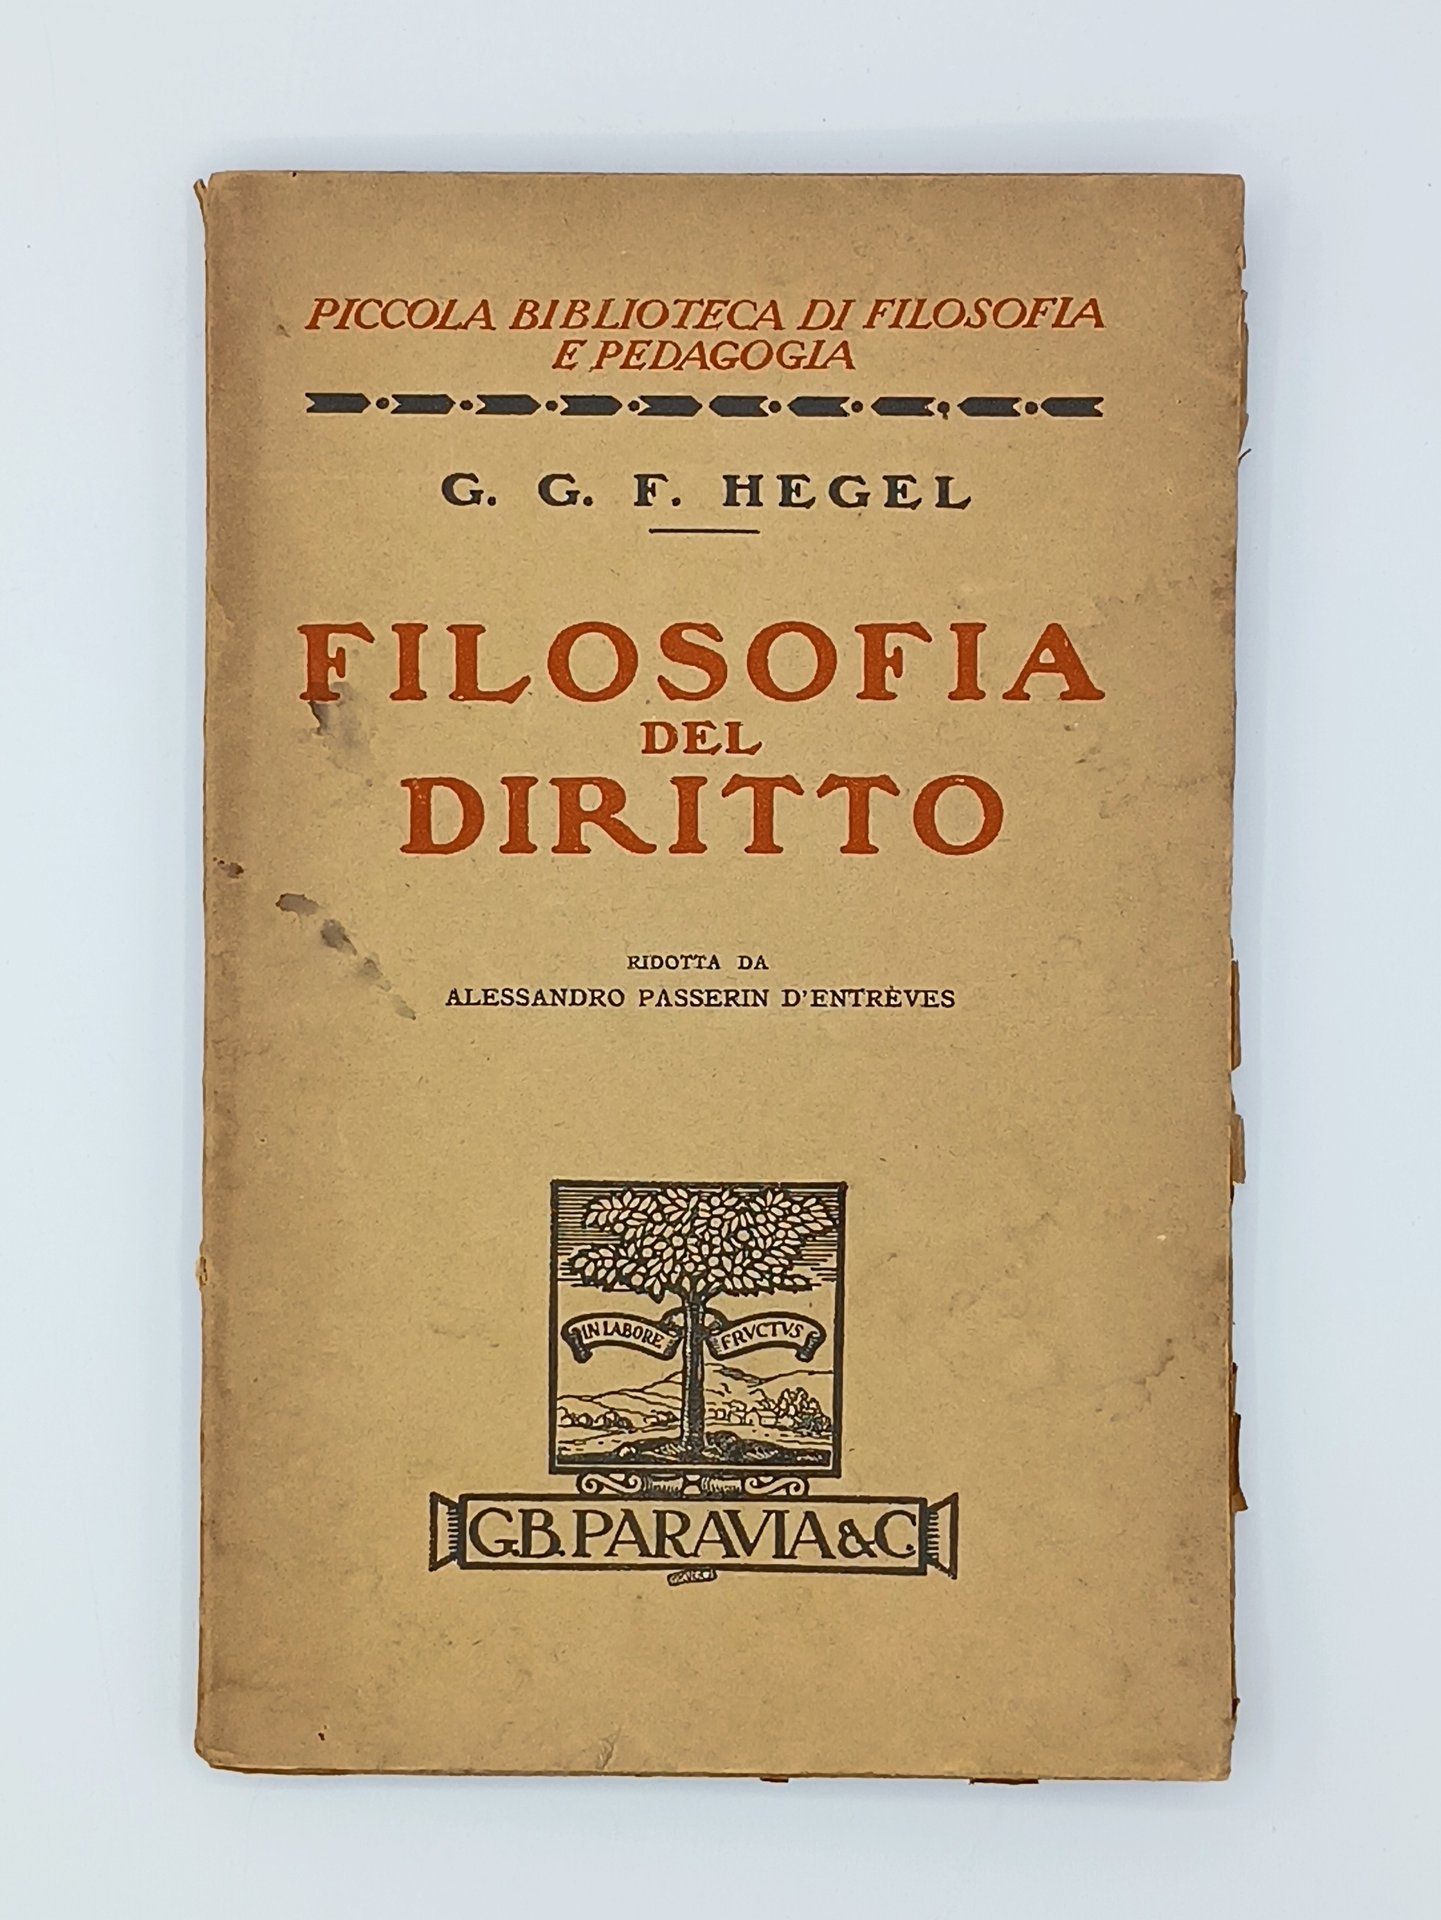 PICCOLA BIBLIOTECA DI FILOSOFIA
E PEDAGOGIA
G. G. F. HEGEL
FILOSOFIA
DEL
DIRITTO
RIDOTTA DA
ALESSANDRO PASSERIN D'ENTRÈVES
IN LABORE FRVCTVS
G.B. PARAVIA & C.